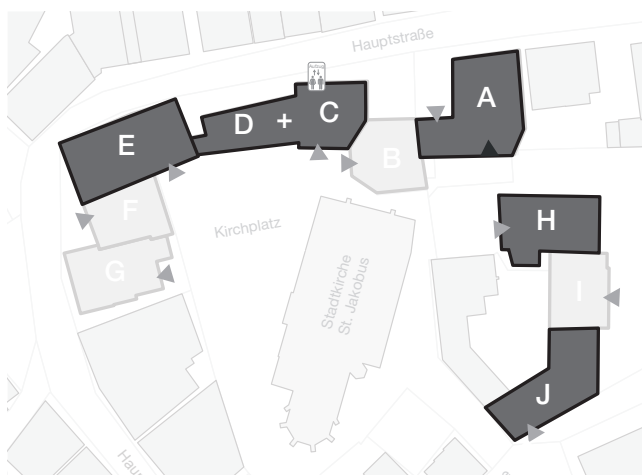 Hauptstraße
Aufzug
A
C
D +
E
B
F
Kirchplatz
H
G
Stadtkirche
St. Jakobus
I
J